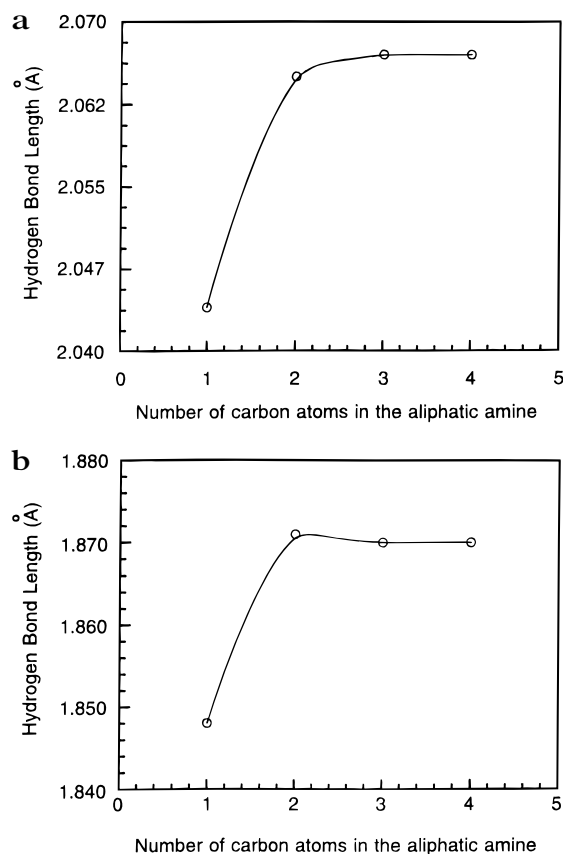 a
2.070
2.062
2.055
2.047
2.040
Hydrogen Bond Length (Å)
0 1 2 3 4 5
Number of carbon atoms in the aliphatic amine
b
1.880
1.870
1.860
1.850
1.840
Hydrogen Bond Length (Å)
0 1 2 3 4 5
Number of carbon atoms in the aliphatic amine